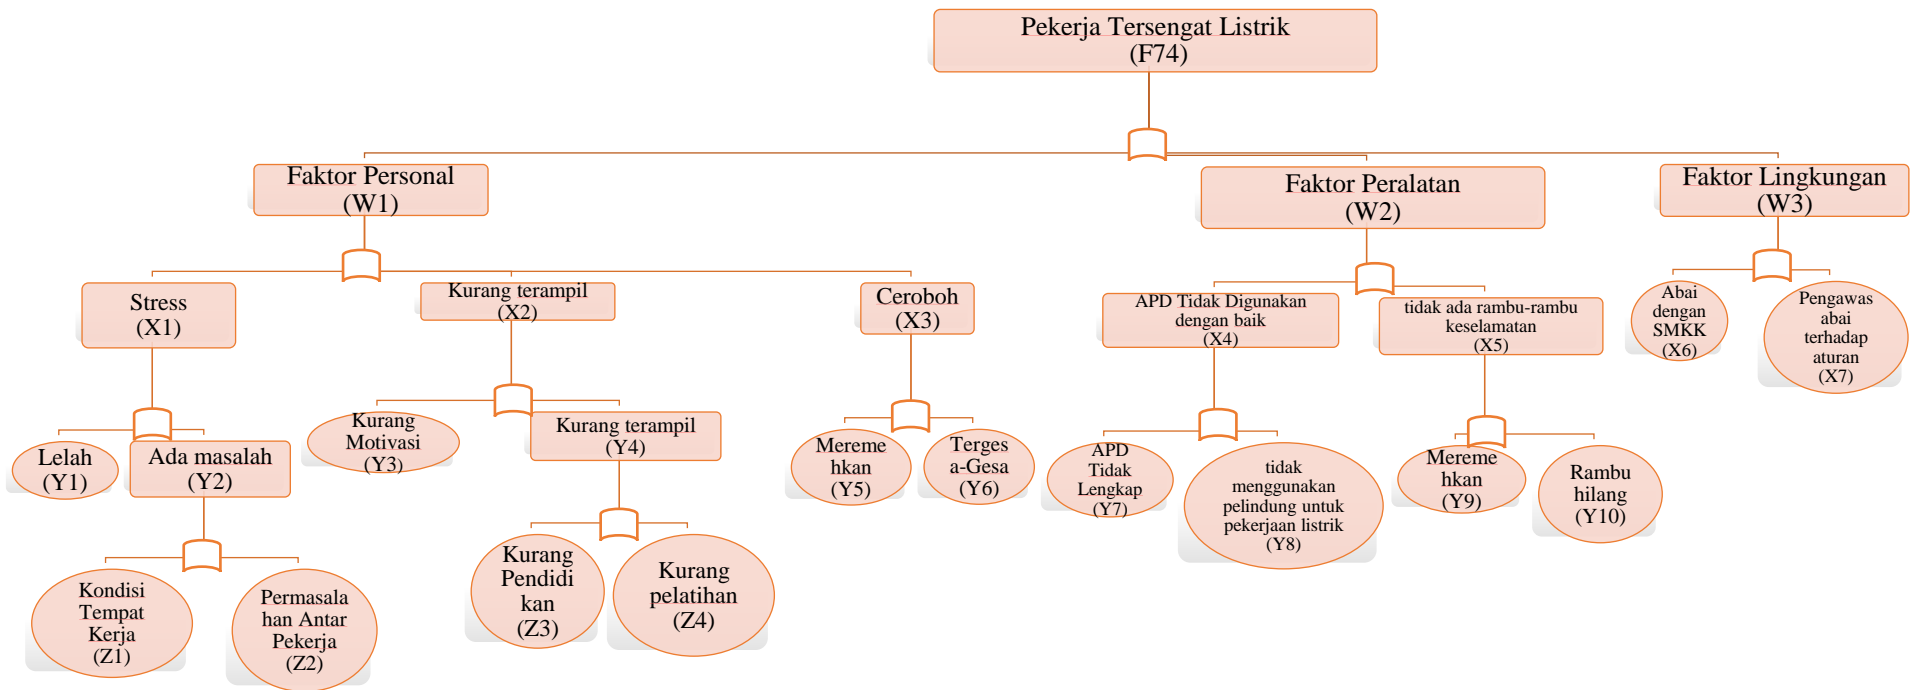 Pekerja Tersengat Listrik
(F74)
Faktor Personal
(W1)
Faktor Peralatan
(W2)
Faktor Lingkungan
(W3)
Stress
(X1)
Kurang terampil
(X2)
Ceroboh
(X3)
APD Tidak Digunakan
dengan baik
(X4)
tidak ada rambu-rambu
keselamatan
(X5)
Abai
dengan
SMKK
(X6)
Pengawas
abai
terhadap
aturan
(X7)
Lelah
(Y1)
Ada masalah
(Y2)
Kurang
Motivasi
(Y3)
Kurang terampil
(Y4)
Mereme
hkan
(Y5)
Terges
a-Gesa
(Y6)
APD
Tidak
Lengkap
(Y7)
tidak
menggunakan
pelindung untuk
pekerjaan listrik
(Y8)
Mereme
hkan
(Y9)
Rambu
hilang
(Y10)
Kondisi
Tempat
Kerja
(Z1)
Permasala
han Antar
Pekerja
(Z2)
Kurang
Pendidi
kan
(Z3)
Kurang
pelatihan
(Z4)